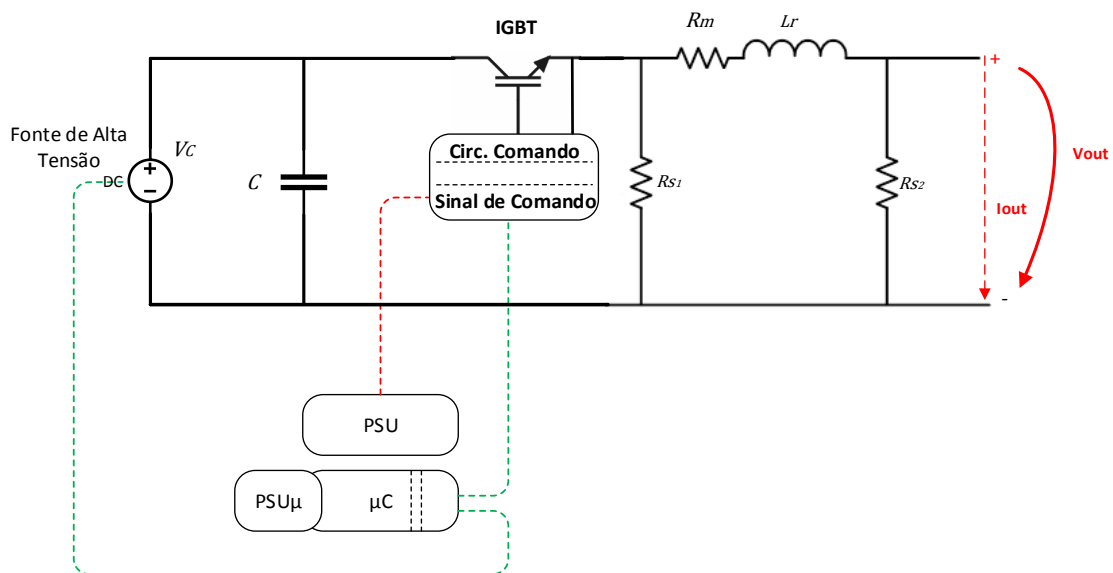 IGBT
Rm
Lr
+
Fonte de Alta
Tensão
VC
+
−
DC
C
Circ. Comando
Sinal de Comando
Rs1
Rs2
Vout
Iout
-
PSU
PSUµ
µC